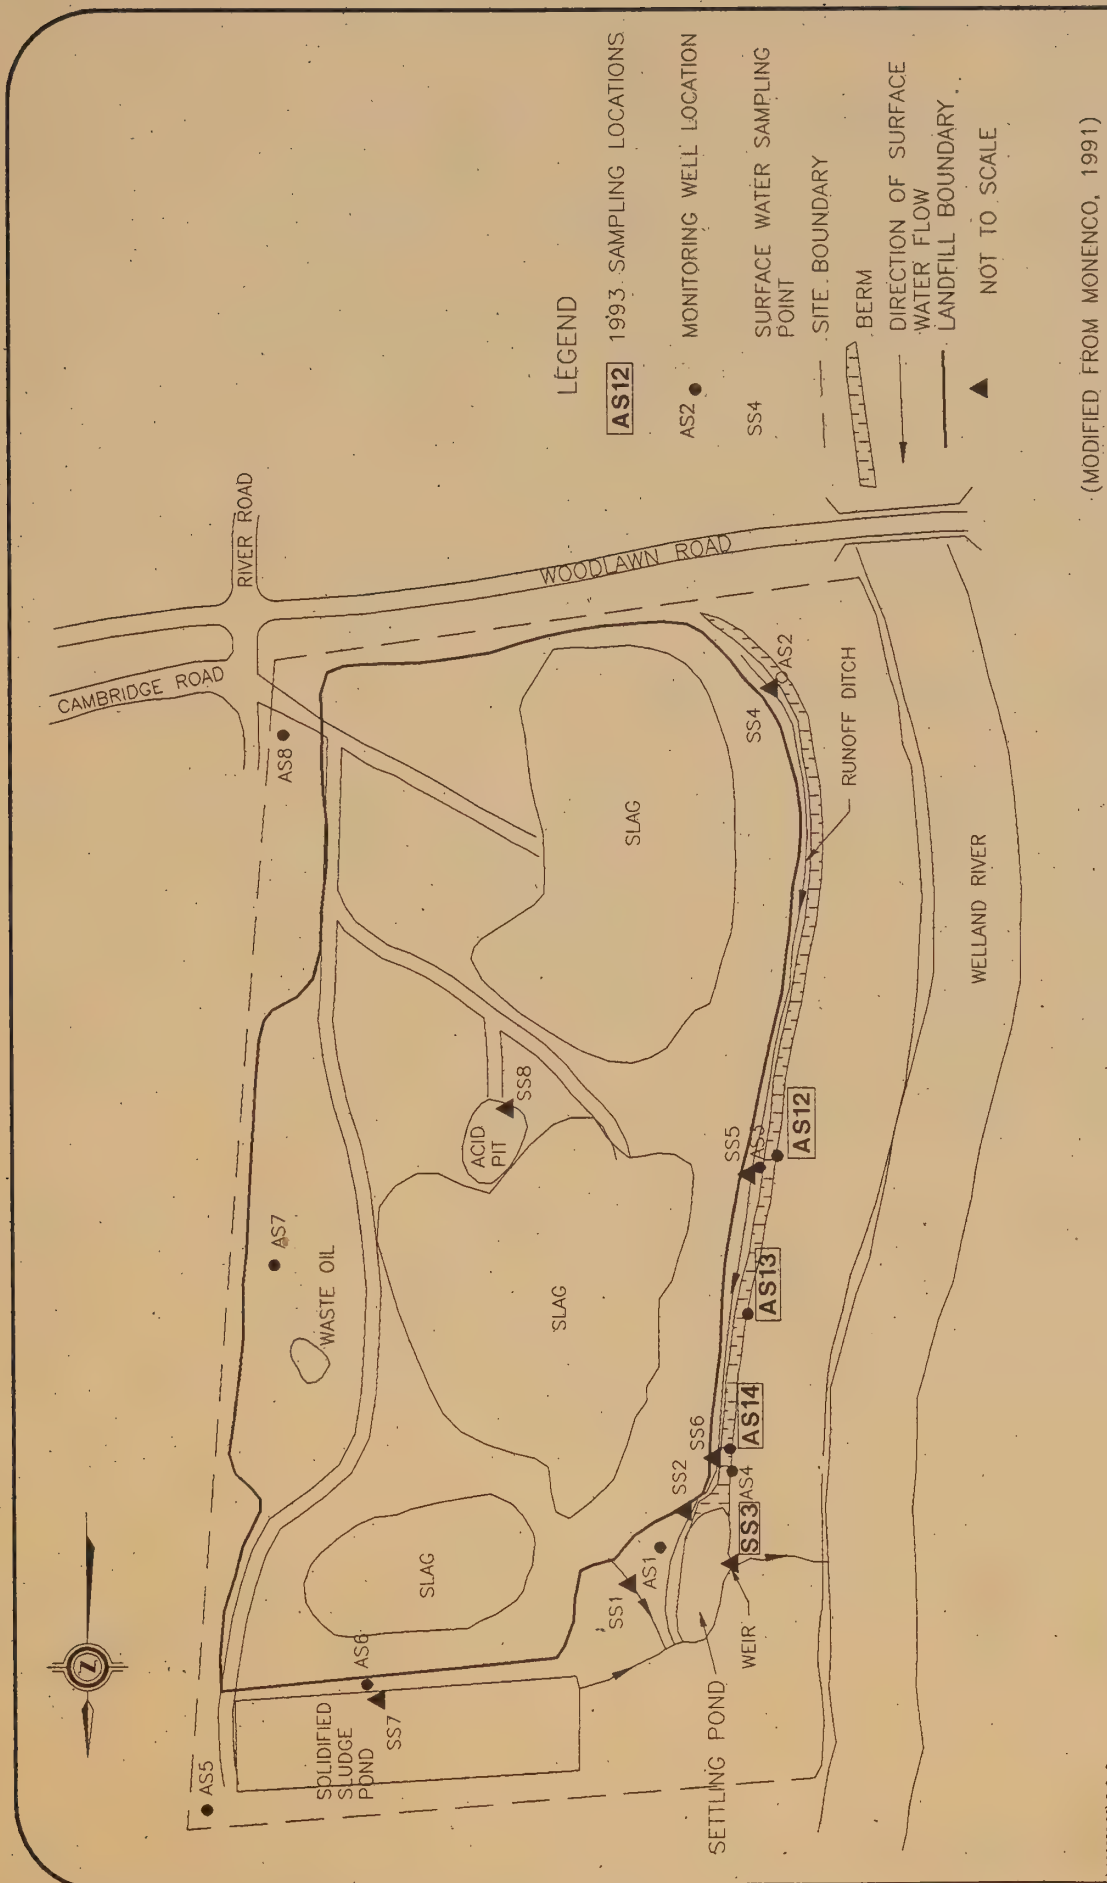 CAMBRIDGE ROAD
RIVER ROAD
WOODLAWN ROAD
AS8
SLAG
SS4
AS2
RUNOFF DITCH
WELLAND RIVER
ACID
PIT
SS8
AS7
WASTE OIL
SLAG
SS5
AS3
AS12
AS13
AS14
SS6
AS4
SS2
SS3
AS1
SS1
SLAG
WEIR
SETTLING POND
AS6
SS7
SOLIDIFIED
SLUDGE
POND
AS5
N
LEGEND
AS12 1993 SAMPLING LOCATIONS
AS2 MONITORING WELL LOCATION
SS4 SURFACE WATER SAMPLING
POINT
SITE BOUNDARY
BERM
DIRECTION OF SURFACE
WATER FLOW
LANDFILL BOUNDARY
NOT TO SCALE
(MODIFIED FROM MONENCO, 1991)